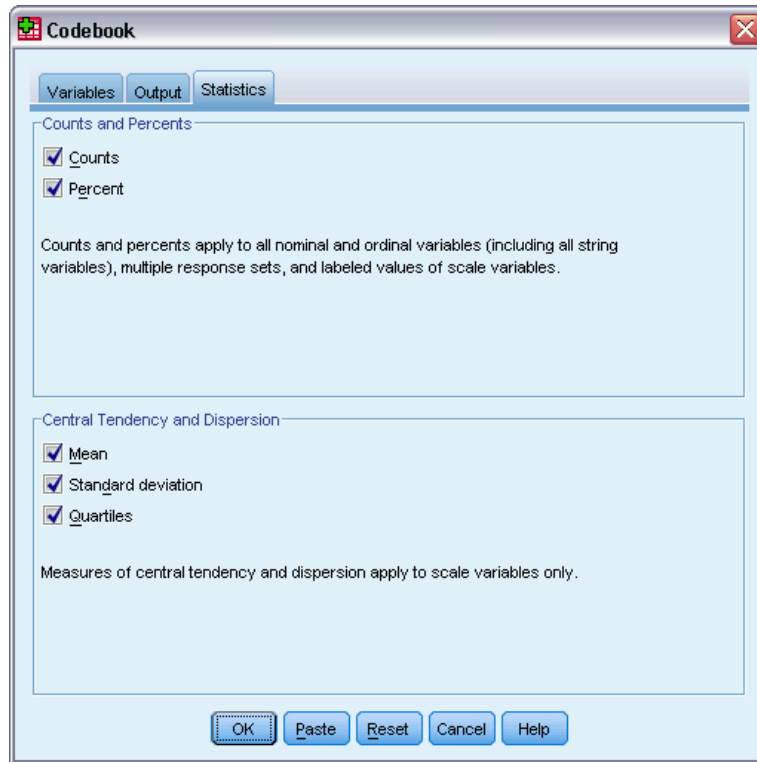 Codebook
Variables Output Statistics
Counts and Percents
Counts
Percent
Counts and percents apply to all nominal and ordinal variables (including all string
variables), multiple response sets, and labeled values of scale variables.
Central Tendency and Dispersion
Mean
Standard deviation
Quartiles
Measures of central tendency and dispersion apply to scale variables only.
OK Paste Reset Cancel Help